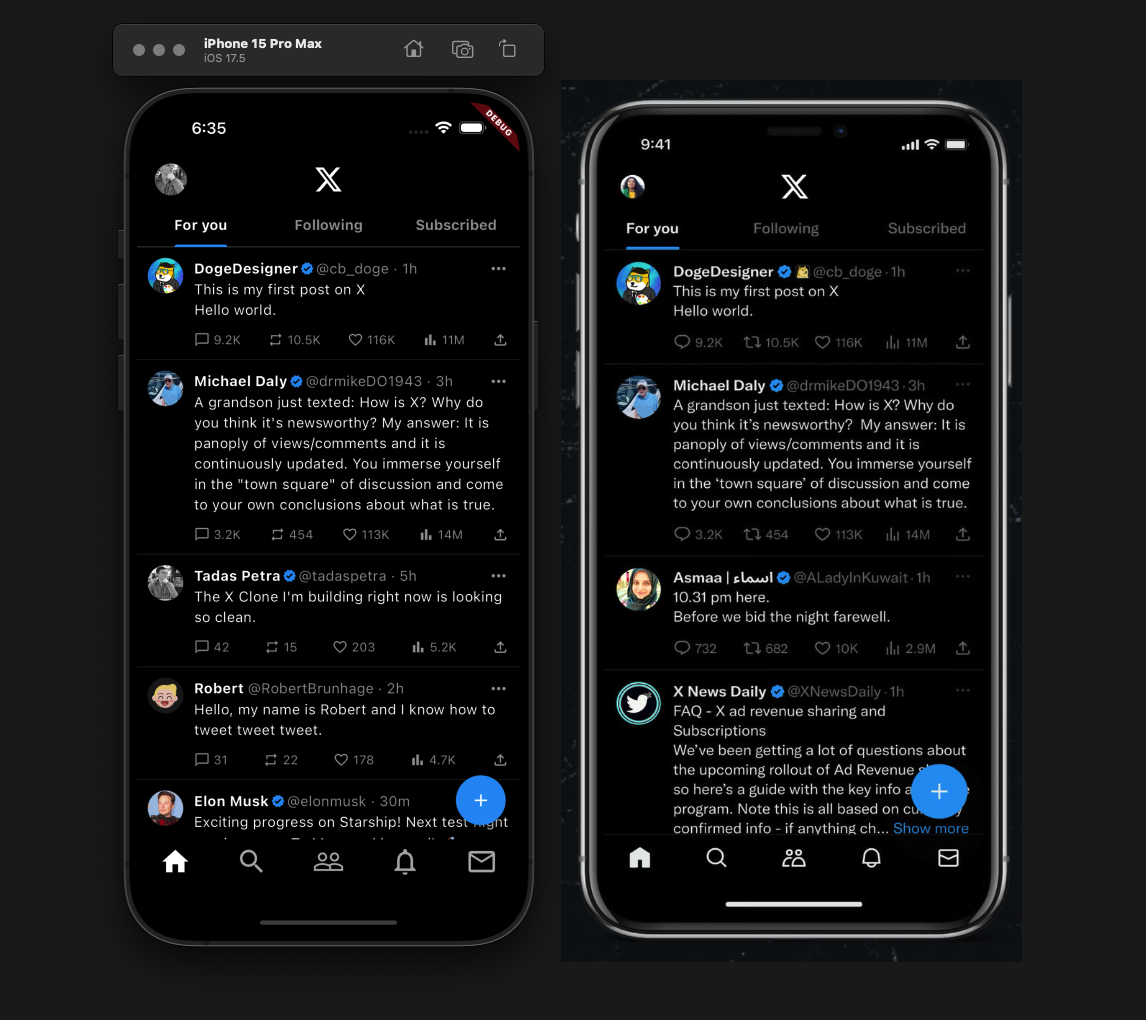 iPhone 15 Pro Max
iOS 17.5
6:35
DEBUG
For you Following Subscribed
DogeDesigner @cb_doge · 1h
This is my first post on X
Hello world.
9.2K 10.5K 116K 11M
Michael Daly @drmikeDO1943 · 3h
A grandson just texted: How is X? Why do
you think it's newsworthy? My answer: It is
panoply of views/comments and it is
continuously updated. You immerse yourself
in the "town square" of discussion and come
to your own conclusions about what is true.
3.2K 454 113K 14M
Tadas Petra @tadaspetra · 5h
The X Clone I'm building right now is looking
so clean.
42 15 203 5.2K
Robert @RobertBrunhage · 2h
Hello, my name is Robert and I know how to
tweet tweet tweet.
31 22 178 4.7K
Elon Musk @elonmusk · 30m
Exciting progress on Starship! Next test
9:41
For you Following Subscribed
DogeDesigner @cb_doge · 1h
This is my first post on X
Hello world.
9.2K 10.5K 116K 11M
Michael Daly @drmikeDO1943 · 3h
A grandson just texted: How is X? Why do
you think it’s newsworthy? My answer: It is
panoply of views/comments and it is
continuously updated. You immerse yourself
in the ‘town square’ of discussion and come
to your own conclusions about what is true.
3.2K 454 113K 14M
Asmaa | اسماء @ALadyInKuwait · 1h
10.31 pm here.
Before we bid the night farewell.
732 682 10K 2.9M
X News Daily @XNewsDaily · 1h
FAQ - X ad revenue sharing and
Subscriptions
We’ve been getting a lot of questions about
the upcoming rollout of Ad Revenue
so here’s a guide with the key info
program. Note this is all based on
confirmed info - if anything ch... Show more